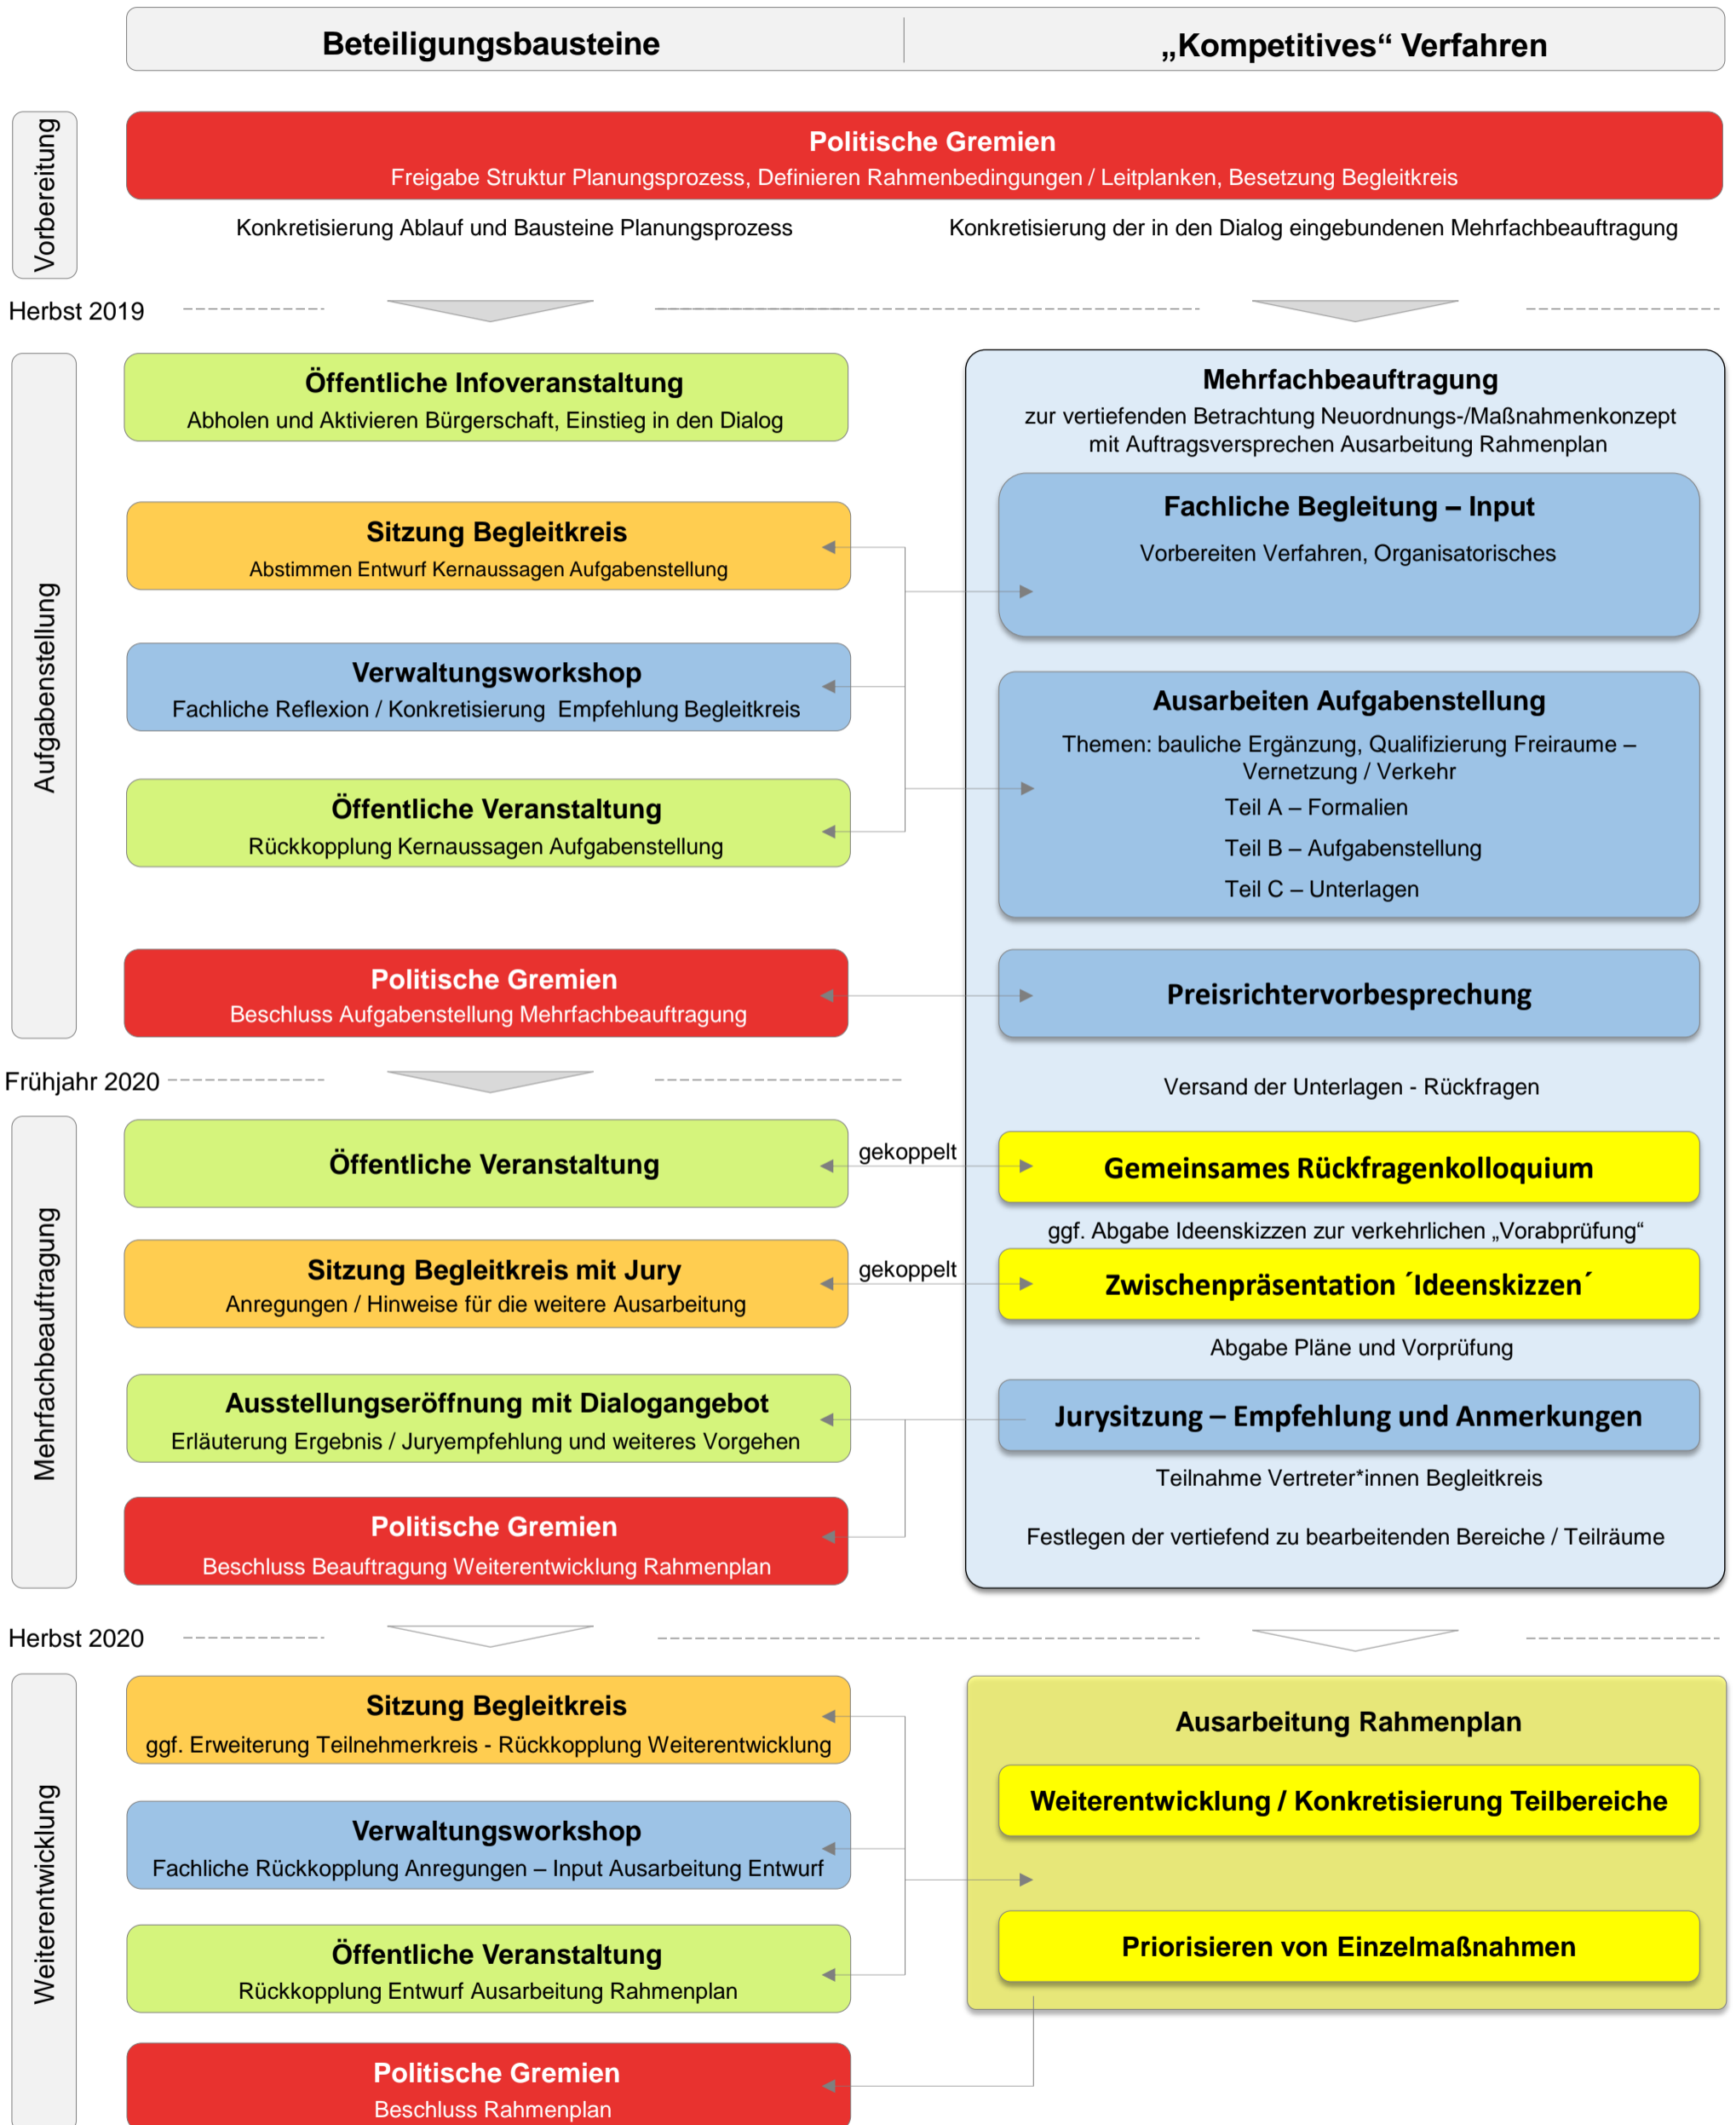 Beteiligungsbausteine
„Kompetitives“ Verfahren
Vorbereitung
Politische Gremien
Freigabe Struktur Planungsprozess, Definieren Rahmenbedingungen / Leitplanken, Besetzung Begleitkreis
Konkretisierung Ablauf und Bausteine Planungsprozess
Konkretisierung der in den Dialog eingebundenen Mehrfachbeauftragung
Herbst 2019
Aufgabenstellung
Öffentliche Infoveranstaltung
Abholen und Aktivieren Bürgerschaft, Einstieg in den Dialog
Sitzung Begleitkreis
Abstimmen Entwurf Kernaussagen Aufgabenstellung
Verwaltungsworkshop
Fachliche Reflexion / Konkretisierung Empfehlung Begleitkreis
Öffentliche Veranstaltung
Rückkopplung Kernaussagen Aufgabenstellung
Politische Gremien
Beschluss Aufgabenstellung Mehrfachbeauftragung
Mehrfachbeauftragung
zur vertiefenden Betrachtung Neuordnungs-/Maßnahmenkonzept
mit Auftragsversprechen Ausarbeitung Rahmenplan
Fachliche Begleitung – Input
Vorbereiten Verfahren, Organisatorisches
Ausarbeiten Aufgabenstellung
Themen: bauliche Ergänzung, Qualifizierung Freiraume –
Vernetzung / Verkehr
Teil A – Formalien
Teil B – Aufgabenstellung
Teil C – Unterlagen
Preisrichtervorbesprechung
Frühjahr 2020
Versand der Unterlagen - Rückfragen
Mehrfachbeauftragung
Öffentliche Veranstaltung
gekoppelt
Gemeinsames Rückfragenkolloquium
ggf. Abgabe Ideenskizzen zur verkehrlichen „Vorabprüfung“
Sitzung Begleitkreis mit Jury
Anregungen / Hinweise für die weitere Ausarbeitung
gekoppelt
Zwischenpräsentation ´Ideenskizzen´
Abgabe Pläne und Vorprüfung
Ausstellungseröffnung mit Dialogangebot
Erläuterung Ergebnis / Juryempfehlung und weiteres Vorgehen
Jurysitzung – Empfehlung und Anmerkungen
Teilnahme Vertreter*innen Begleitkreis
Politische Gremien
Beschluss Beauftragung Weiterentwicklung Rahmenplan
Festlegen der vertiefend zu bearbeitenden Bereiche / Teilräume
Herbst 2020
Weiterentwicklung
Sitzung Begleitkreis
ggf. Erweiterung Teilnehmerkreis - Rückkopplung Weiterentwicklung
Verwaltungsworkshop
Fachliche Rückkopplung Anregungen – Input Ausarbeitung Entwurf
Öffentliche Veranstaltung
Rückkopplung Entwurf Ausarbeitung Rahmenplan
Politische Gremien
Beschluss Rahmenplan
Ausarbeitung Rahmenplan
Weiterentwicklung / Konkretisierung Teilbereiche
Priorisieren von Einzelmaßnahmen